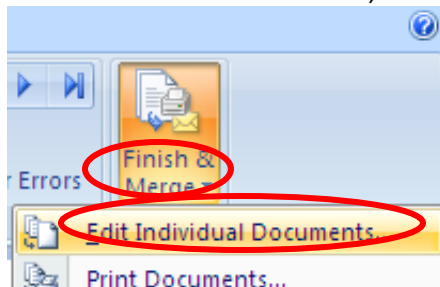 Finish &
r Errors
Merge
Edit Individual Documents...
Print Documents...